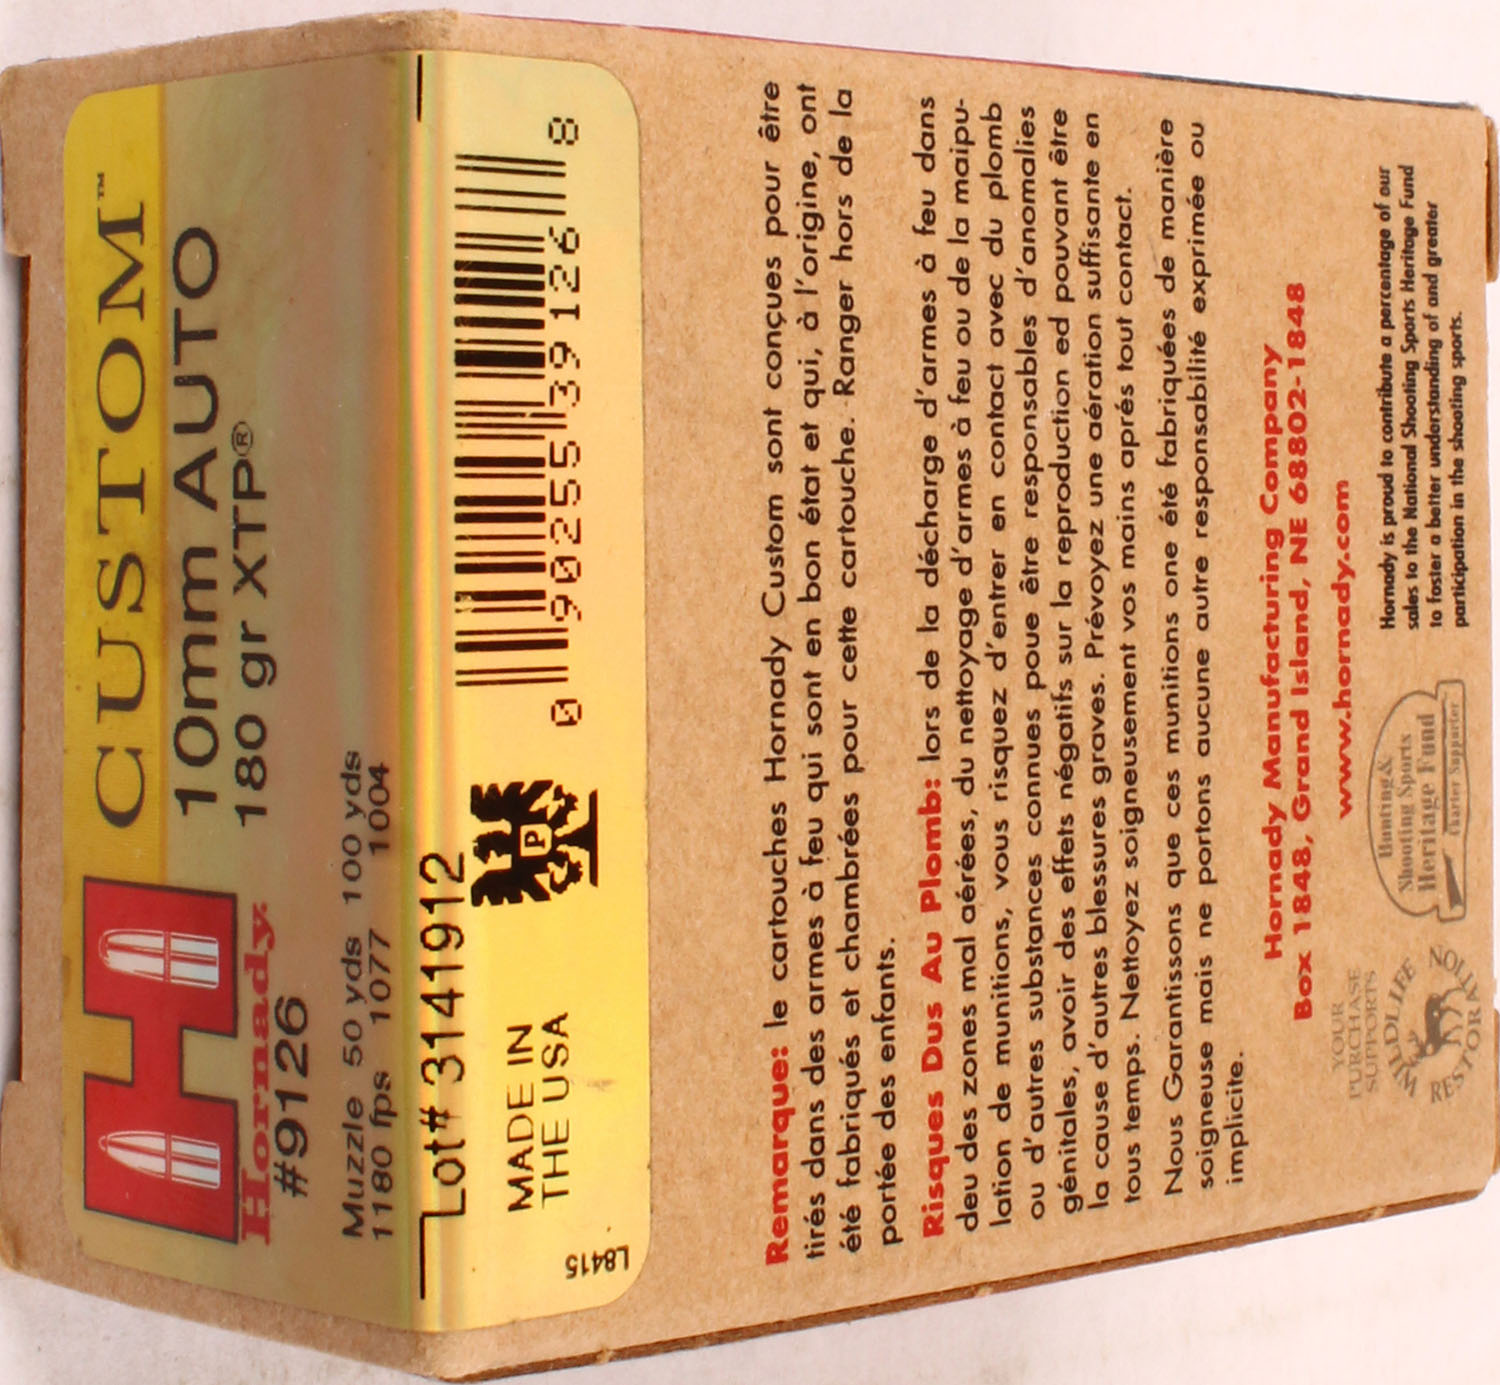 CUSTOM™
10mm AUTO
180 gr XTP®
Hornady.
#9126
Muzzle 50 yds 100 yds
1180 fps 1077 1004
Lot# 3141912
MADE IN
THE USA
P
0 90255 39126 8
L8415
Remarque: le cartouches Hornady Custom sont conçues pour être
tirés dans des armes à feu qui sont en bon état et qui, à l'origine, ont
été fabriqués et chambrées pour cette cartouche. Ranger hors de la
portée des enfants.
Risques Dus Au Plomb: lors de la décharge d'armes à feu dans
deu des zones mal aérées, du nettoyage d'armes à feu ou de la maipu-
lation de munitions, vous risquez d'entrer en contact avec du plomb
ou d'autres substances connues poue être responsables d'anomalies
génitales, avoir des effets négatifs sur la reproduction ed pouvant être
la cause d'autres blessures graves. Prévoyez une aération suffisante en
tous temps. Nettoyez soigneusement vos mains aprés tout contact.
Nous Garantissons que ces munitions one été fabriquées de manière
soigneuse mais ne portons aucune autre responsabilité exprimée ou
implicite.
Hornady Manufacturing Company
Box 1848, Grand Island, NE 68802-1848
www.hornady.com
YOUR
PURCHASE
SUPPORTS
WILDLIFE
RESTORATION
Hunting &
Shooting Sports
Heritage Fund
Charter Supporter
Hornady is proud to contribute a percentage of our
sales to the National Shooting Sports Heritage Fund
to foster a better understanding of and greater
participation in the shooting sports.